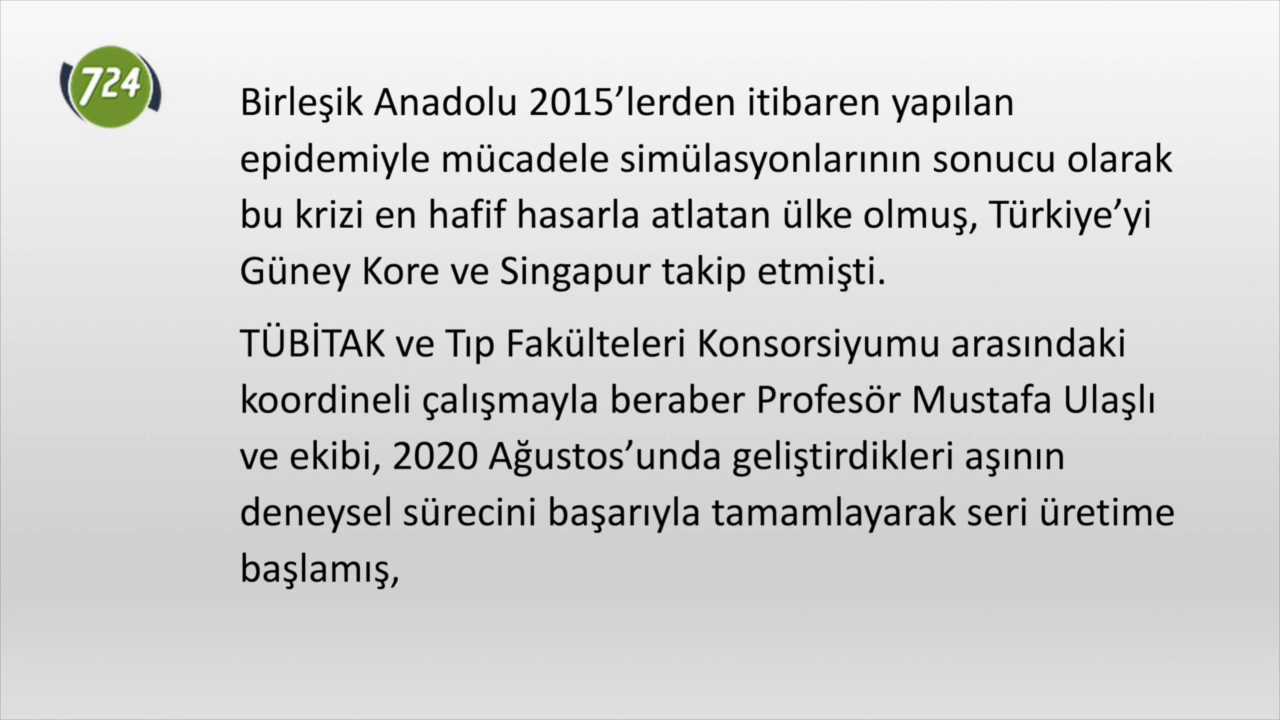 724
Birleşik Anadolu 2015’lerden itibaren yapılan
epidemiyle mücadele simülasyonlarının sonucu olarak
bu krizi en hafif hasarla atlatan ülke olmuş, Türkiye’yi
Güney Kore ve Singapur takip etmişti.
TÜBİTAK ve Tıp Fakülteleri Konsorsiyumu arasındaki
koordineli çalışmayla beraber Profesör Mustafa Ulaşlı
ve ekibi, 2020 Ağustos’unda geliştirdikleri aşının
deneysel sürecini başarıyla tamamlayarak seri üretime
başlamış,